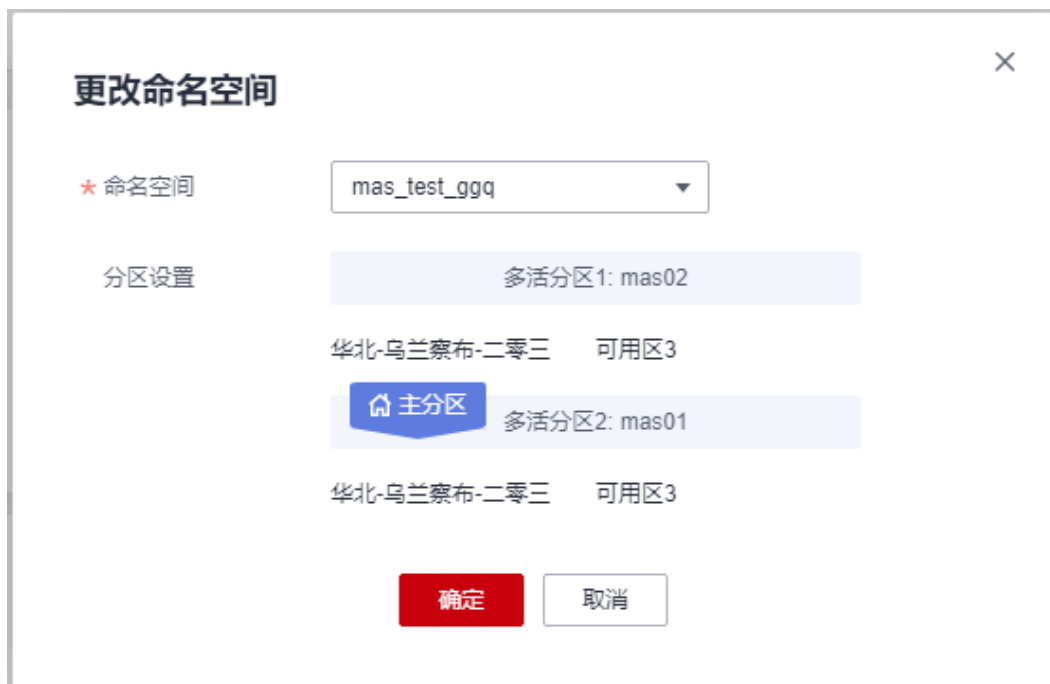 更改命名空间
* 命名空间 mas_test_ggq
分区设置 多活分区1: mas02
华北-乌兰察布-二零三 可用区3
主分区 多活分区2: mas01
华北-乌兰察布-二零三 可用区3
确定 取消